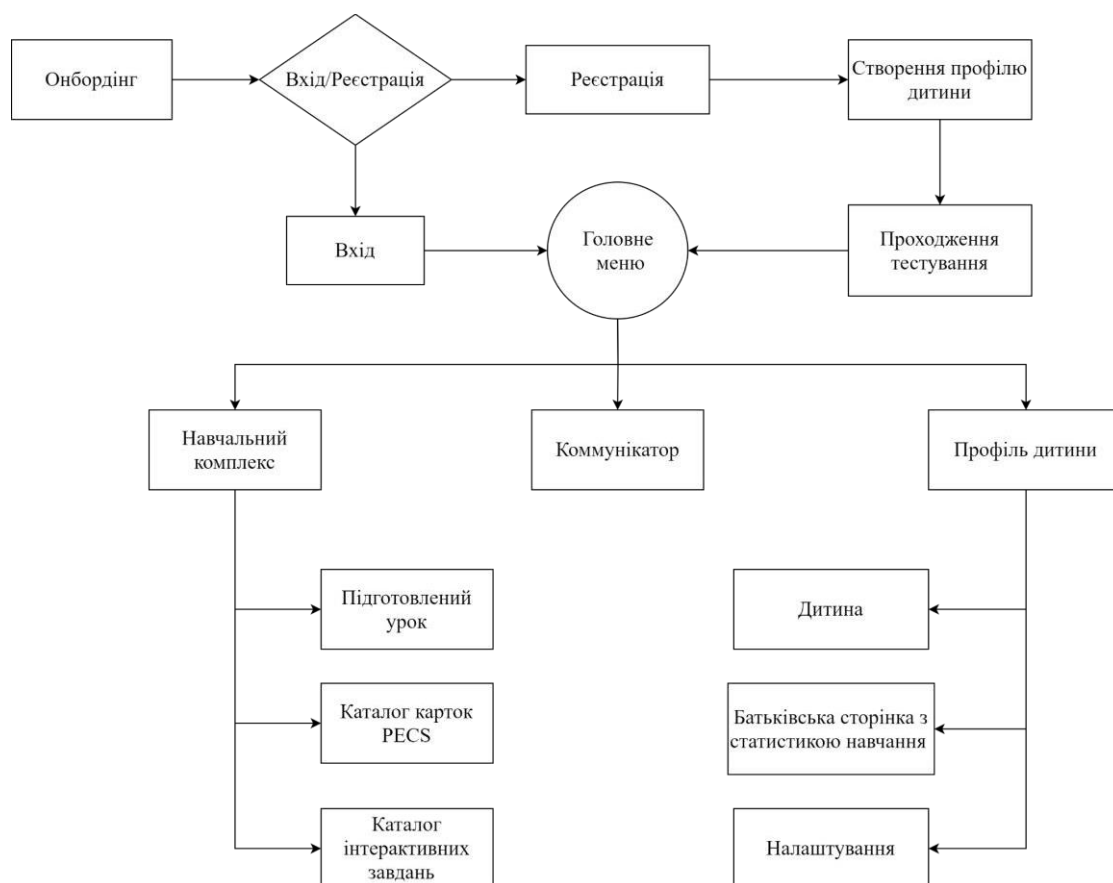 Онбордінг
Вхід/Реєстрація
Реєстрація
Створення профілю
дитини
Вхід
Головне
меню
Проходження
тестування
Навчальний
комплекс
Коммунікатор
Профіль дитини
Підготовлений
урок
Дитина
Каталог карток
PECS
Батьківська сторінка з
статистикою навчання
Каталог
інтерактивних
завдань
Налаштування